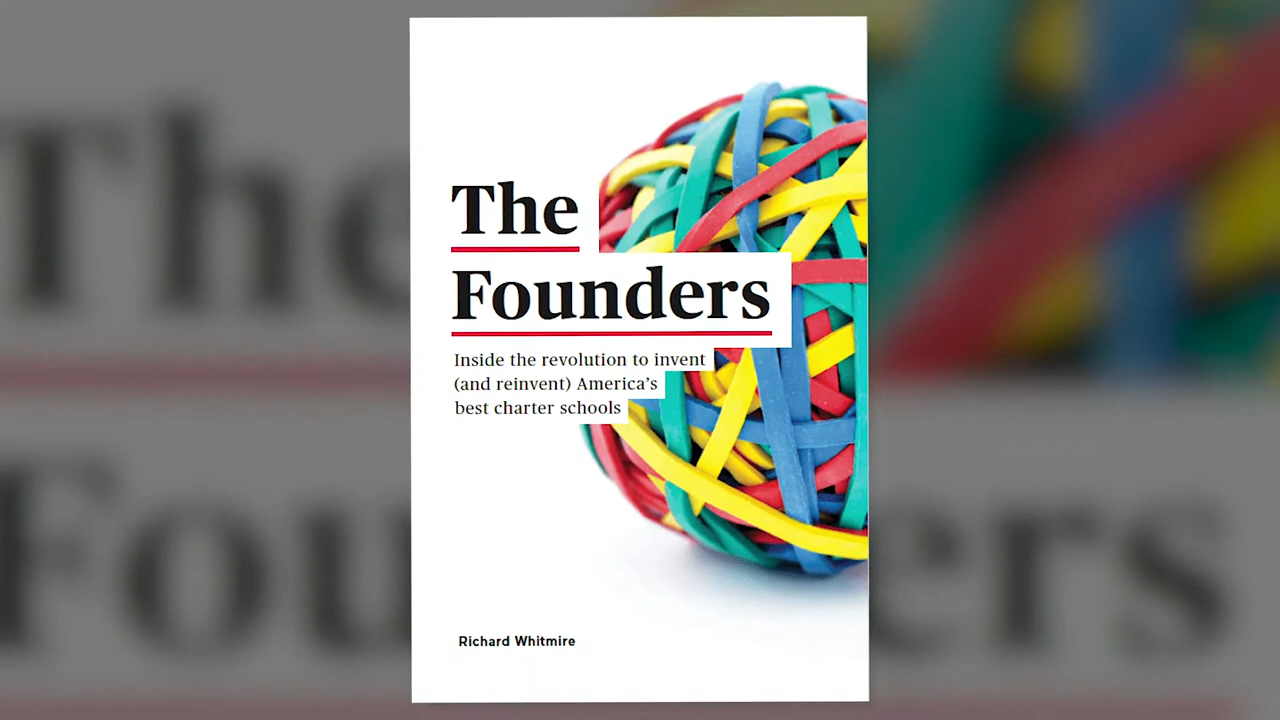 The
Founders
Inside the revolution to invent
(and reinvent) America's
best charter schools
Richard Whitmire